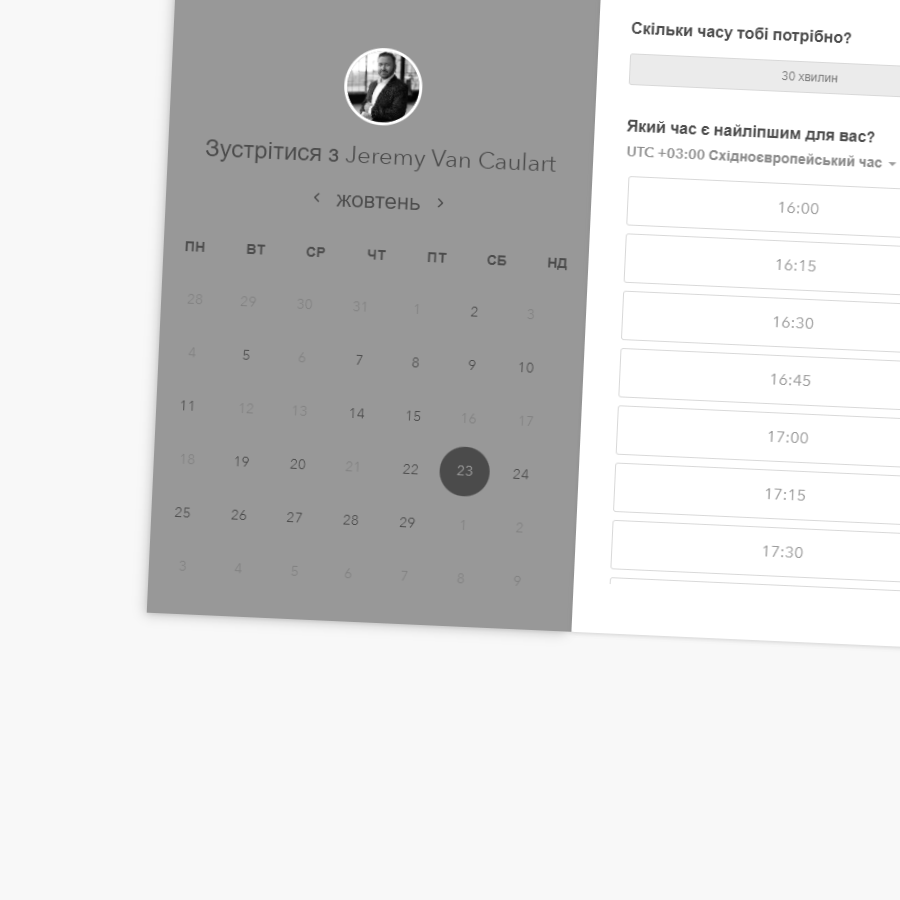 Зустрітися з Jeremy Van Caulart
‹ жовтень ›
ПН ВТ СР ЧТ ПТ СБ НД
28 29 30 31 1 2 3
4 5 6 7 8 9 10
11 12 13 14 15 16 17
18 19 20 21 22 23 24
25 26 27 28 29 1 2
3 4 5 6 7 8 9
Скільки часу тобі потрібно?
30 хвилин
Який час є найліпшим для вас?
UTC +03:00 Східноєвропейський час
16:00
16:15
16:30
16:45
17:00
17:15
17:30